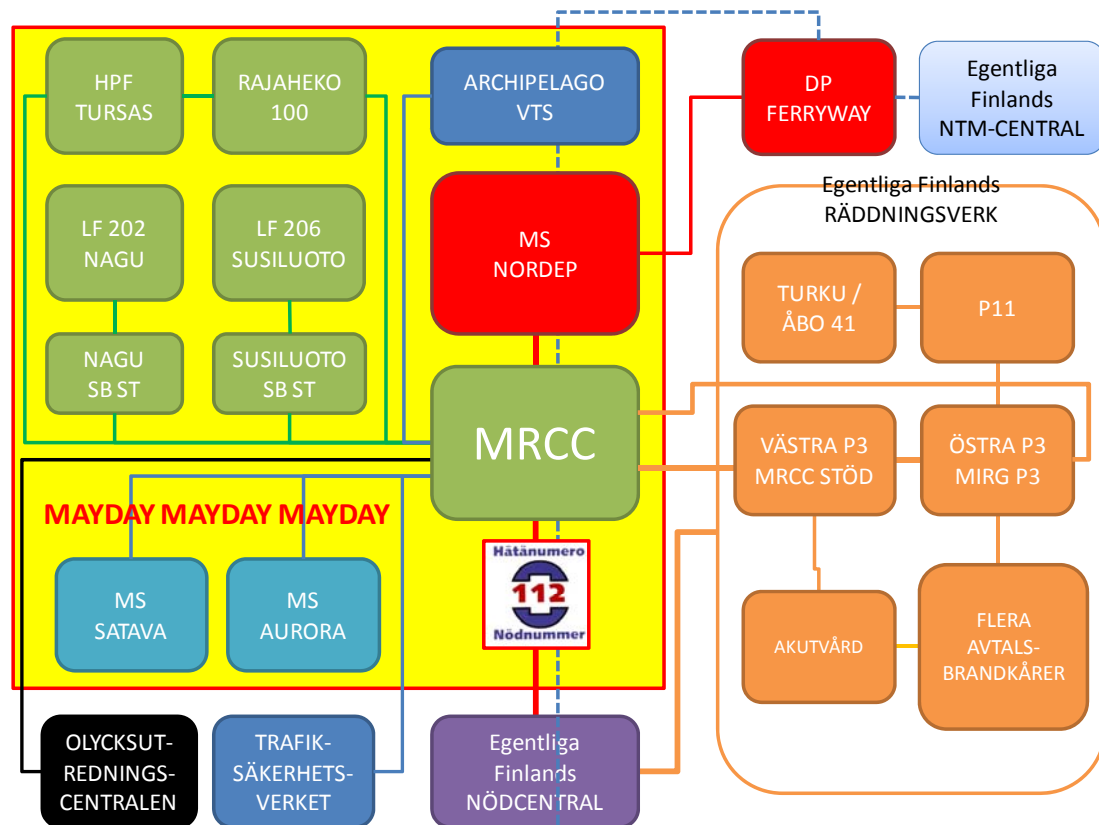 HPF
TURSAS
RAJAHEKO
100
ARCHIPELAGO
VTS
DP
FERRYWAY
Egentliga
Finlands
NTM-CENTRAL
LF 202
NAGU
LF 206
SUSILUOTO
MS
NORDEP
Egentliga Finlands
RÄDDNINGSVERK
TURKU /
ÅBO 41
P11
NAGU
SB ST
SUSILUOTO
SB ST
MRCC
VÄSTRA P3
MRCC STÖD
ÖSTRA P3
MIRG P3
MAYDAY MAYDAY MAYDAY
MS
SATAVA
MS
AURORA
Hätänumero
112
Nödnummer
AKUTVÅRD
FLERA
AVTALS-
BRANDKÅRER
OLYCKSUT-
REDNINGS-
CENTRALEN
TRAFIK-
SÄKERHETS-
VERKET
Egentliga
Finlands
NÖDCENTRAL